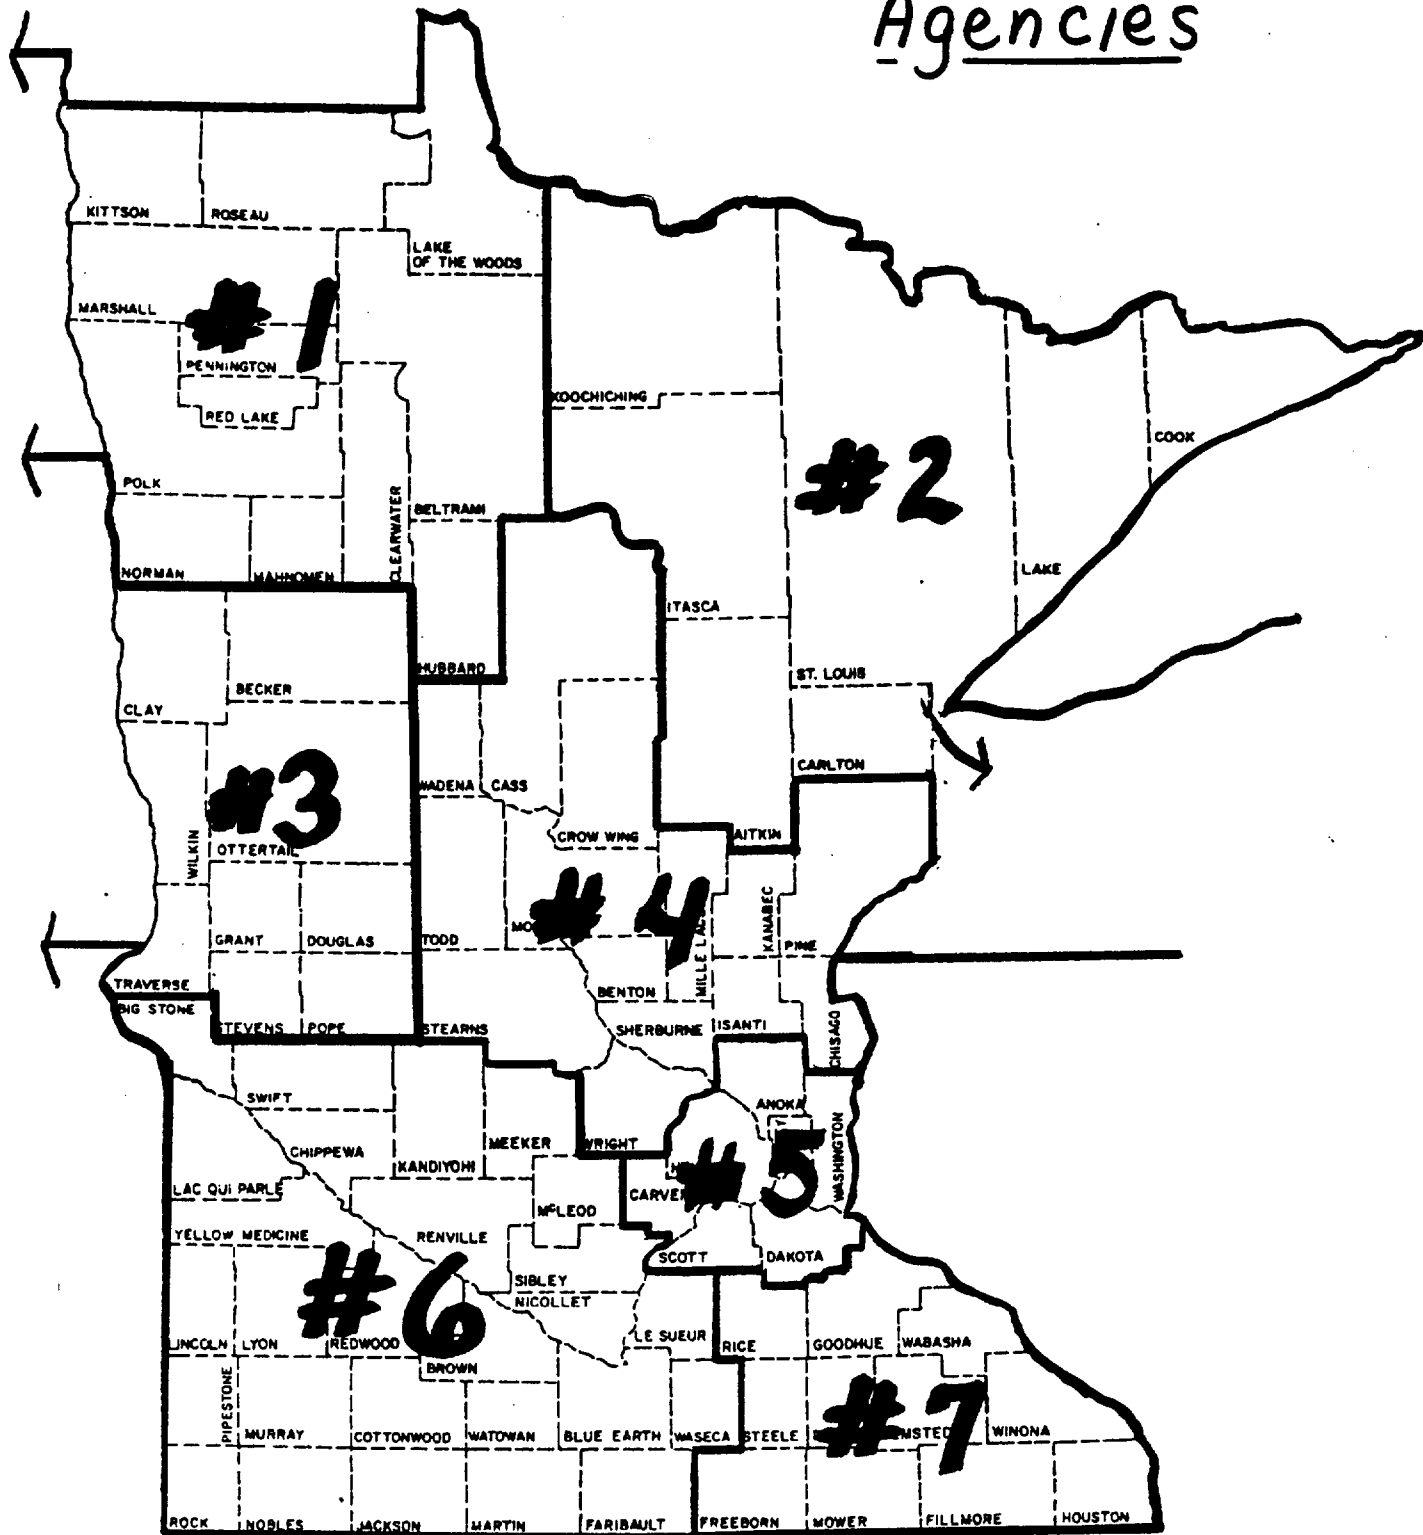 Agencies
KITTSON ROSEAU
LAKE
OF THE WOODS
MARSHALL
#1
PENNINGTON
RED LAKE
KOOCHICHING
COOK
#2
POLK
CLEARWATER
BELTRAMI
NORMAN MAHNOMEN
LAKE
ITASCA
HUBBARD
ST. LOUIS
BECKER
CLAY
#3
CARLTON
WADENA CASS
CROW WING
AITKIN
WILKIN
OTTERTAIL
#4
KANABEC
GRANT DOUGLAS TODD
PINE
MILLE LACS
TRAVERSE
BENTON
BIG STONE
STEVENS POPE STEARNS
SHERBURNE ISANTI
CHISAGO
SWIFT
ANOKA
WASHINGTON
CHIPPEWA
MEEKER WRIGHT
KANDIYOHI
#5
LAC QUI PARLE
CARVER
McLEOD
YELLOW MEDICINE
RENVILLE
SCOTT DAKOTA
#6
SIBLEY
NICOLLET
LINCOLN LYON REDWOOD
LE SUEUR RICE GOODHUE WABASHA
BROWN
PIPESTONE
#7
MURRAY COTTONWOOD WATOWAN BLUE EARTH WASECA STEELE
MSTED WINONA
ROCK NOBLES JACKSON MARTIN FARIBAULT FREEBORN MOWER FILLMORE HOUSTON